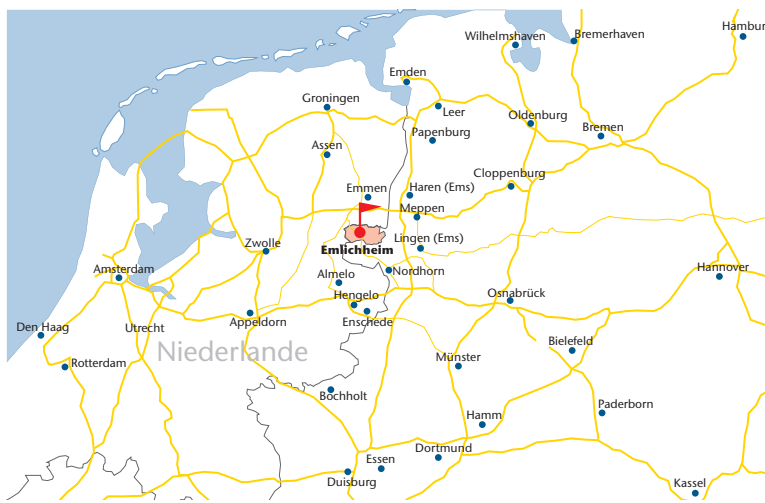 Hambur
Wilhelmshaven
Bremerhaven
Emden
Groningen
Leer
Oldenburg
Papenburg
Bremen
Assen
Cloppenburg
Emmen
Haren (Ems)
Meppen
Lingen (Ems)
Zwolle
Emlichheim
Amsterdam
Almelo
Nordhorn
Hannover
Hengelo
Osnabrück
Den Haag
Utrecht
Appeldorn
Enschede
Niederlande
Bielefeld
Rotterdam
Münster
Bochholt
Paderborn
Hamm
Dortmund
Essen
Duisburg
Kassel